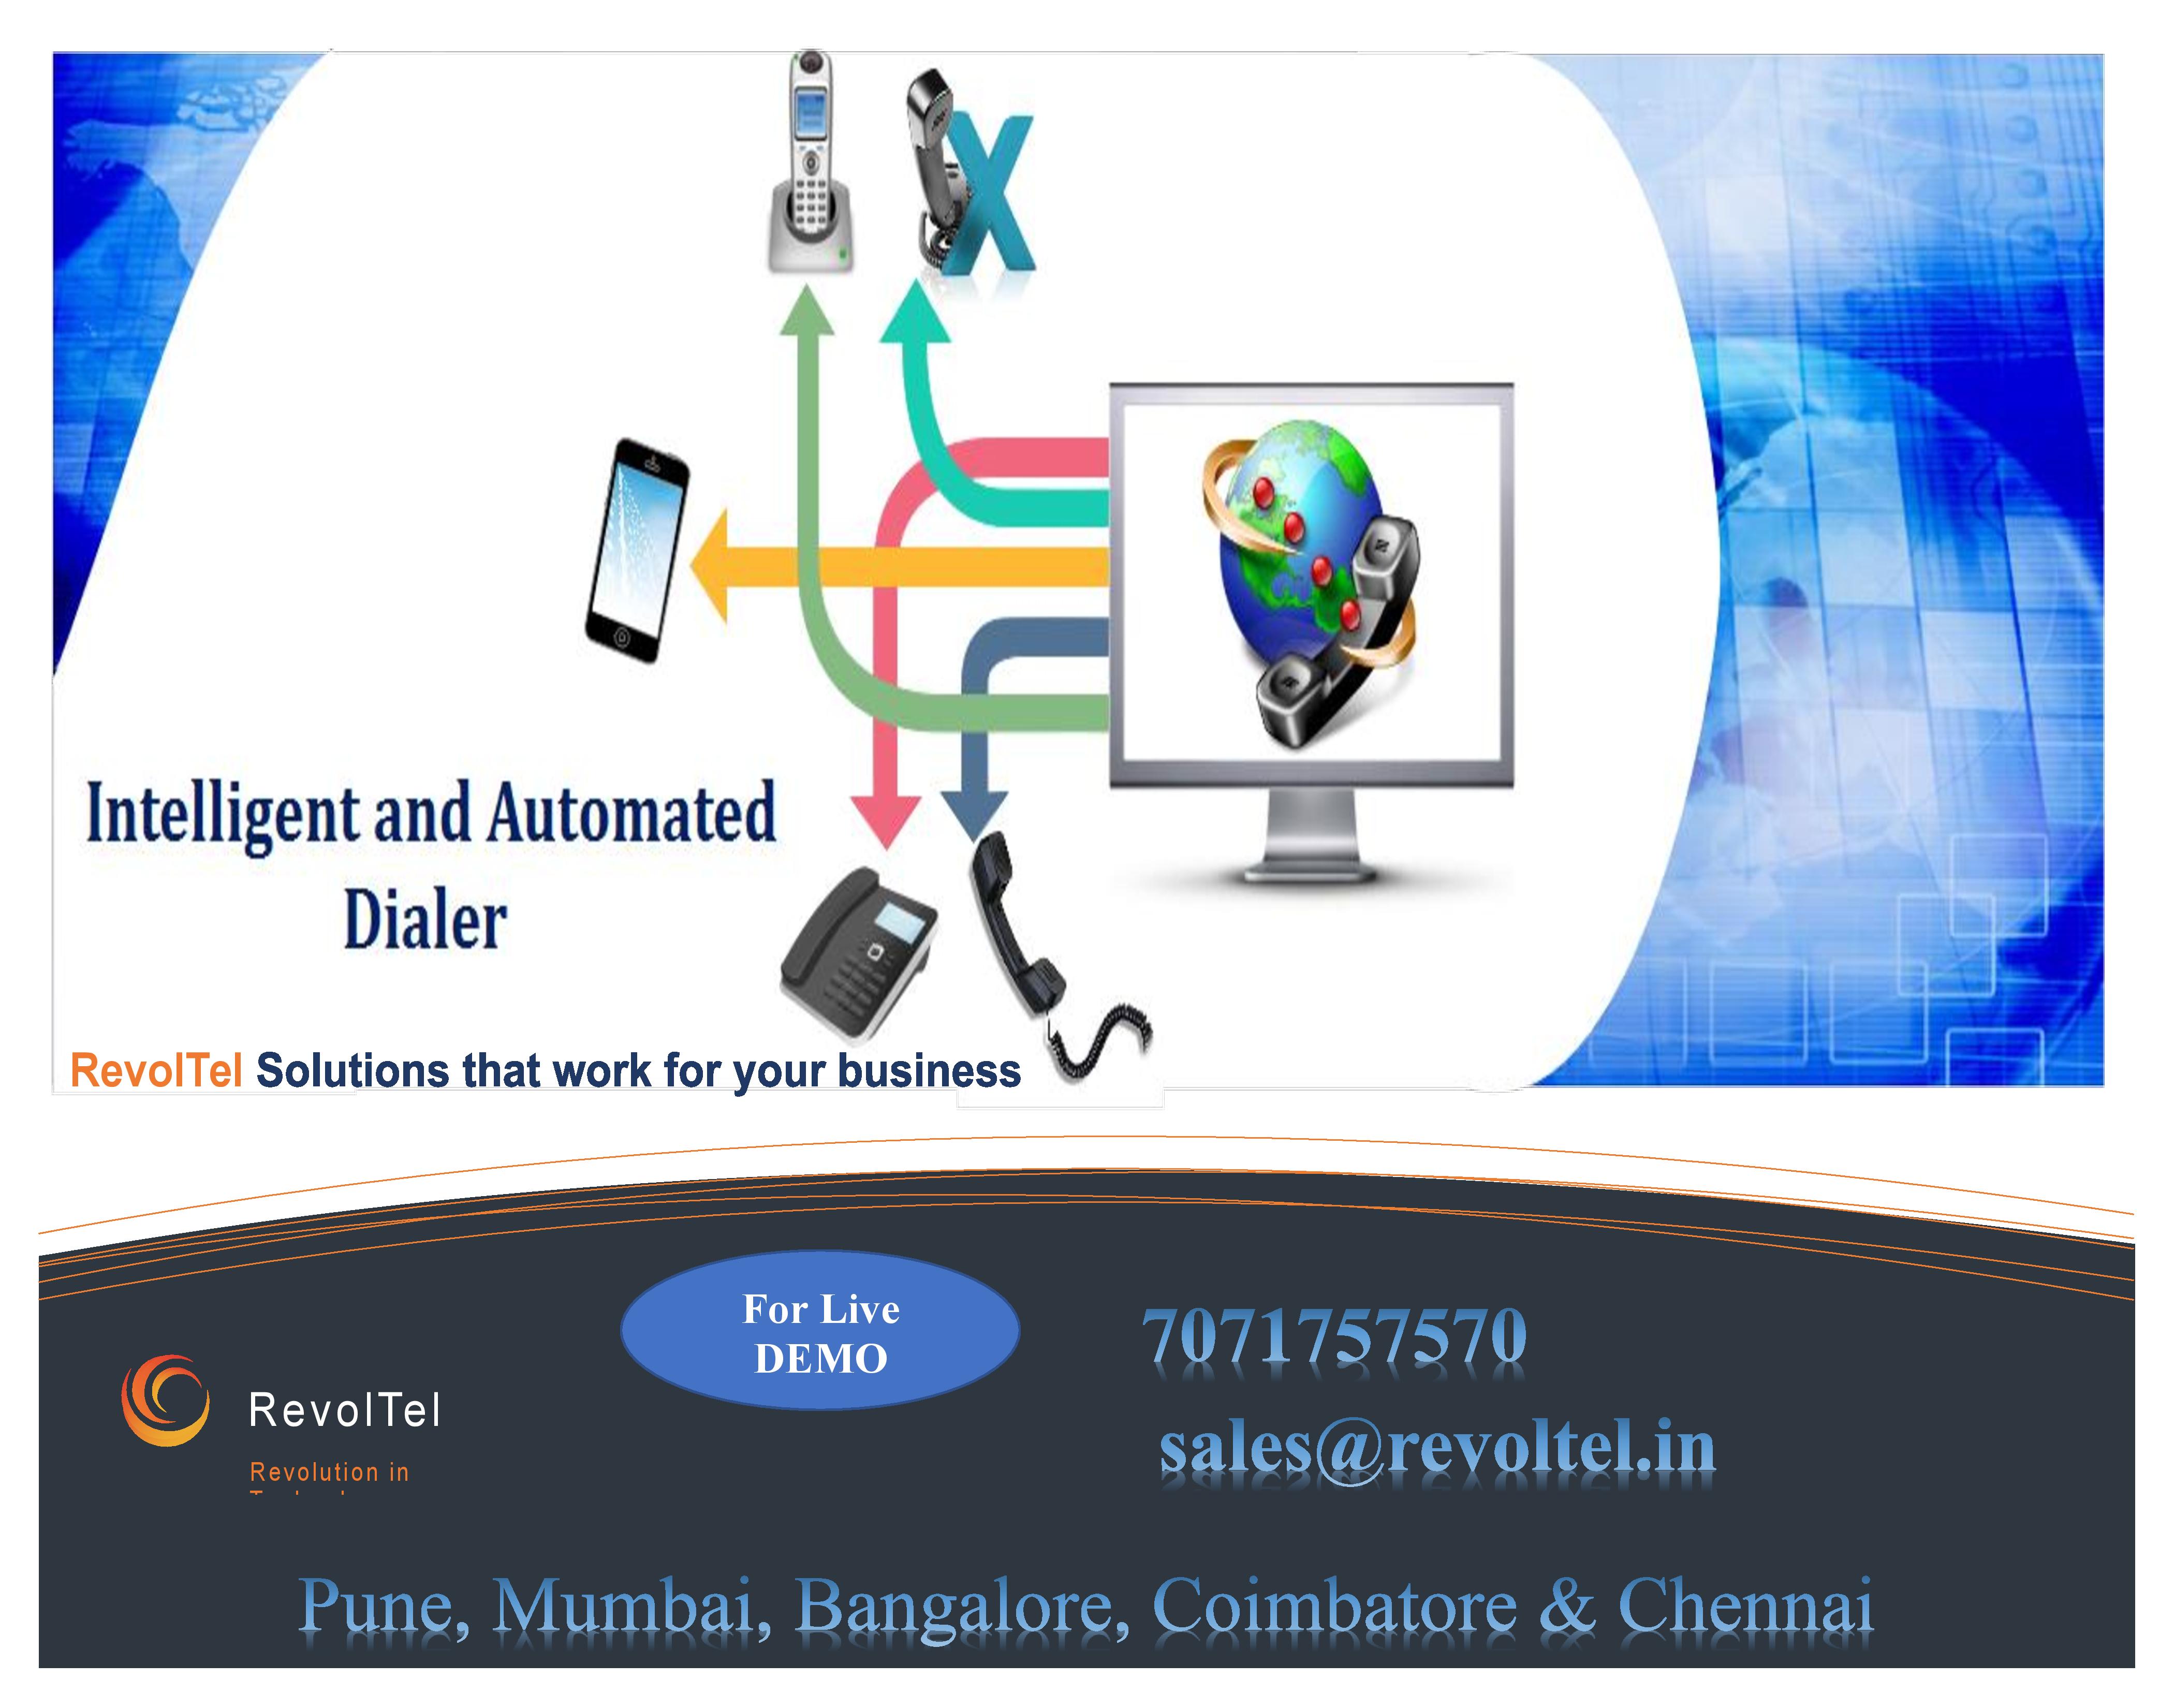 Intelligent and Automated
Dialer
RevolTel Solutions that work for your business
For Live
DEMO
7071757570
sales@revoltel.in
RevolTel
Revolution in
Pune, Mumbai, Bangalore, Coimbatore & Chennai